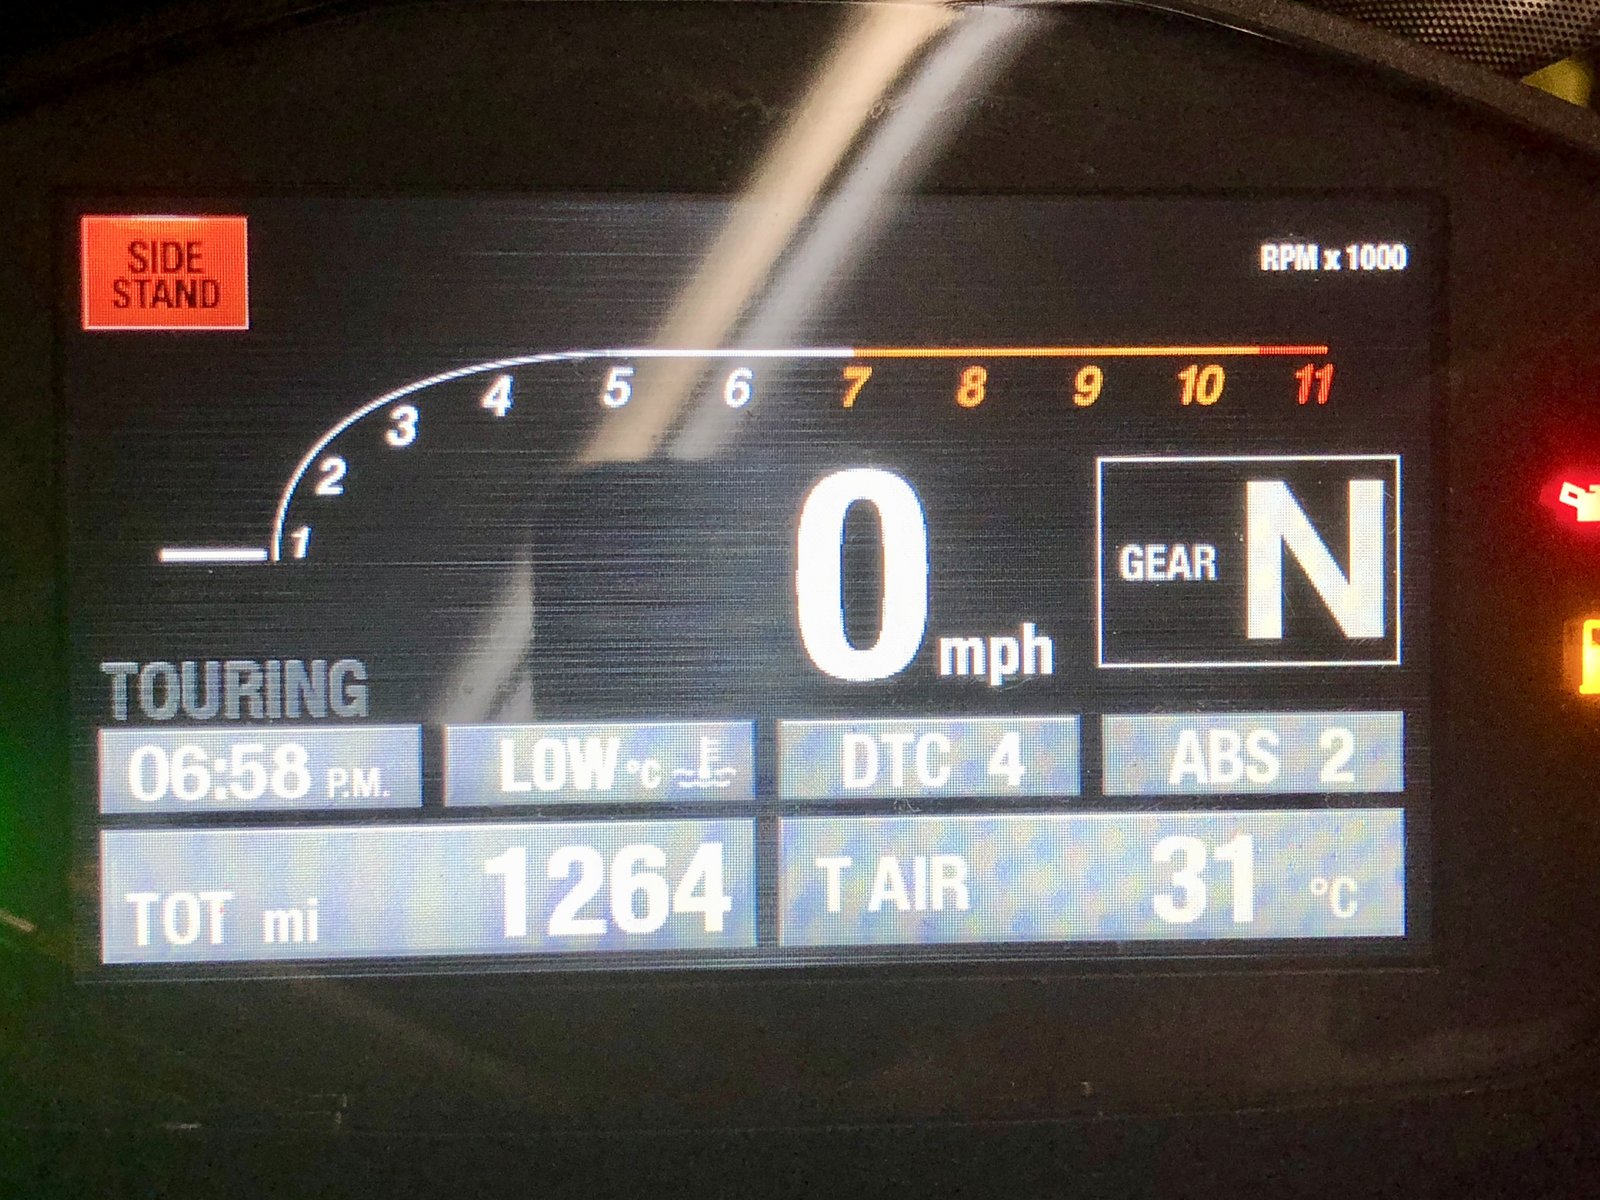 SIDE
STAND
RPM x 1000
1 2 3 4 5 6 7 8 9 10 11
0 mph
GEAR N
TOURING
06:58 P.M.
LOW °C
DTC 4
ABS 2
TOT mi 1264
T AIR 31 °C